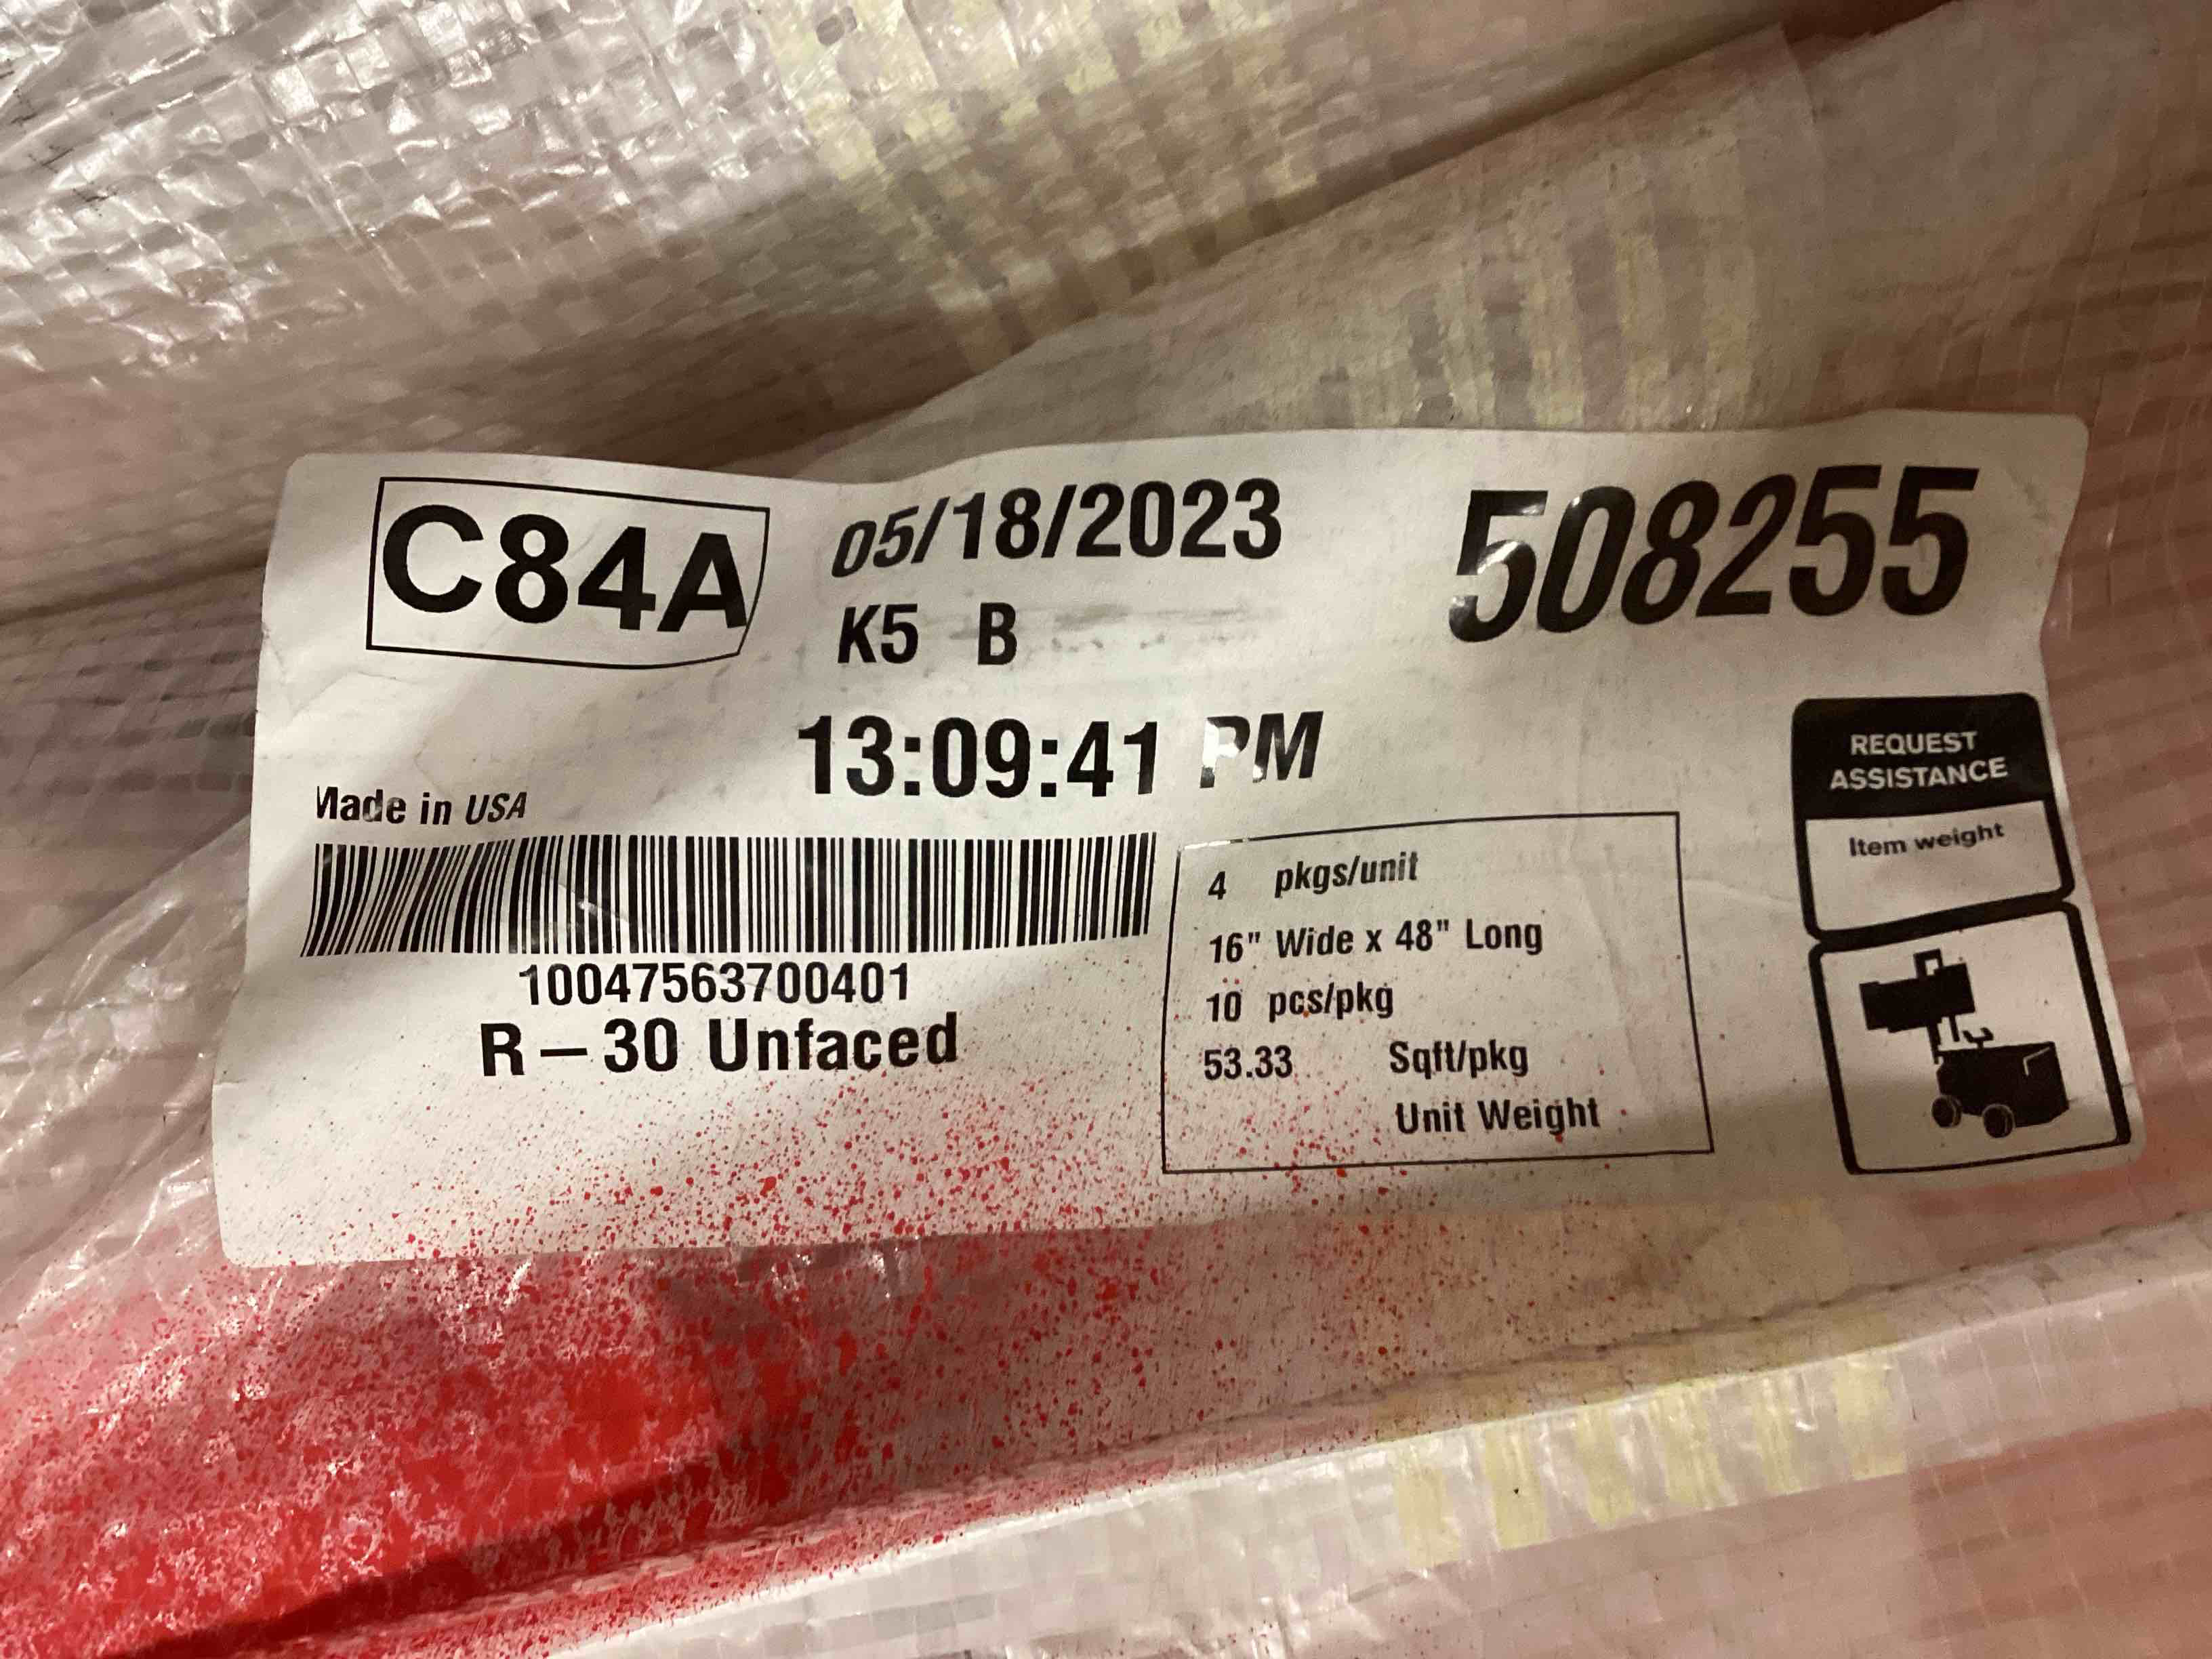 C84A
05/18/2023
508255
K5 B
13:09:41 PM
Made in USA
10047563700401
R-30 Unfaced
4 pkgs/unit
16" Wide x 48" Long
10 pcs/pkg
53.33 Sqft/pkg
Unit Weight
REQUEST
ASSISTANCE
Item weight